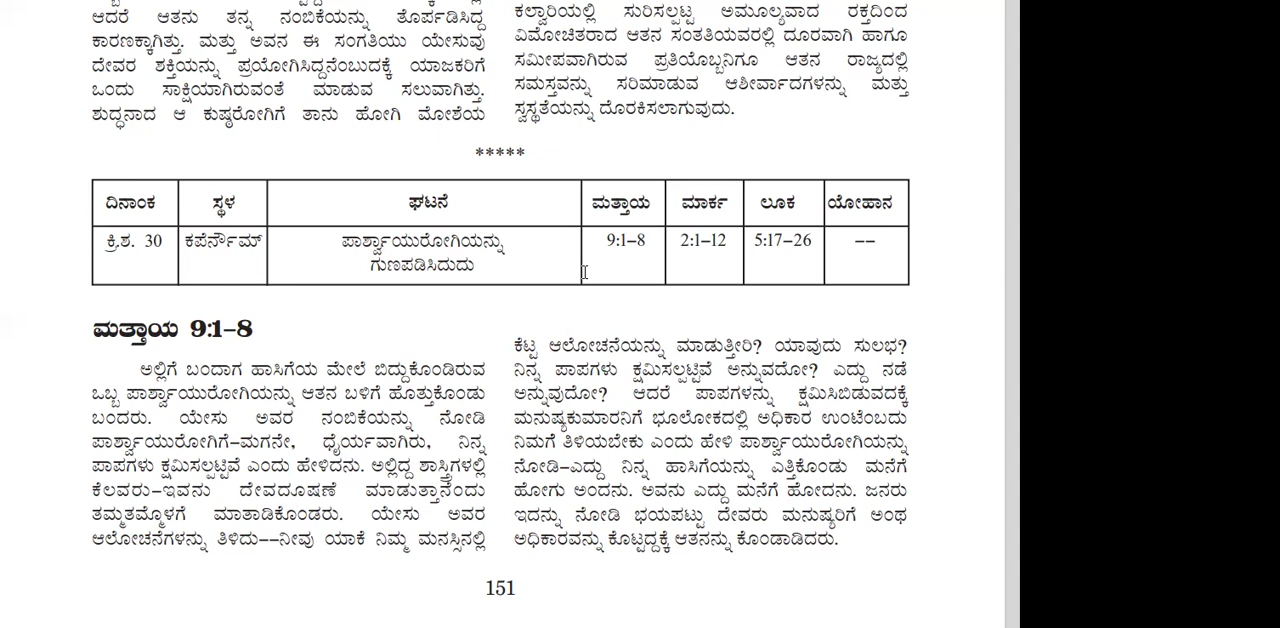 ಆದರೆ ಆತನು ತನ್ನ ನಂಬಿಕೆಯನ್ನು ತೊರ್ಪಡಿಸಿದ್ದ
ಕಾರಣಕ್ಕಾಗಿತ್ತು. ಮತ್ತು ಅವನ ಈ ಸಂಗತಿಯು ಯೇಸುವು
ದೇವರ ಶಕ್ತಿಯನ್ನು ಪ್ರಯೋಗಿಸಿದ್ದನೆಂಬುದಕ್ಕೆ ಯಾಜಕರಿಗೆ
ಒಂದು ಸಾಕ್ಷಿಯಾಗಿರುವಂತೆ ಮಾಡುವ ಸಲುವಾಗಿತ್ತು.
ಶುದ್ಧನಾದ ಆ ಕುಷ್ಠರೋಗಿಗೆ ತಾನು ಹೋಗಿ ಮೋಶೆಯ
ಕಲ್ವಾರಿಯಲ್ಲಿ ಸುರಿಸಲ್ಪಟ್ಟ ಅಮೂಲ್ಯವಾದ ರಕ್ತದಿಂದ
ವಿಮೋಚಿತರಾದ ಆತನ ಸಂತತಿಯವರಲ್ಲಿ ದೂರವಾಗಿ ಹಾಗೂ
ಸಮೀಪವಾಗಿರುವ ಪ್ರತಿಯೊಬ್ಬನಿಗೂ ಆತನ ರಾಜ್ಯದಲ್ಲಿ
ಸಮಸ್ತವನ್ನು ಸರಿಮಾಡುವ ಆಶೀರ್ವಾದಗಳನ್ನು ಮತ್ತು
ಸ್ವಸ್ಥತೆಯನ್ನು ದೊರಕಿಸಲಾಗುವುದು.
*****
ದಿನಾಂಕ ಸ್ಥಳ ಘಟನೆ ಮತ್ತಾಯ ಮಾರ್ಕ ಲೂಕ ಯೋಹಾನ
ಕ್ರಿ.ಶ. 30 ಕಪೆರ್ನೌಮ್ ಪಾರ್ಶ್ವಾಯುರೋಗಿಯನ್ನು 9:1–8 2:1–12 5:17–26 ––
ಗುಣಪಡಿಸಿದುದು
ಮತ್ತಾಯ 9:1–8
ಅಲ್ಲಿಗೆ ಬಂದಾಗ ಹಾಸಿಗೆಯ ಮೇಲೆ ಬಿದ್ದುಕೊಂಡಿರುವ
ಒಬ್ಬ ಪಾರ್ಶ್ವಾಯುರೋಗಿಯನ್ನು ಆತನ ಬಳಿಗೆ ಹೊತ್ತುಕೊಂಡು
ಬಂದರು. ಯೇಸು ಅವರ ನಂಬಿಕೆಯನ್ನು ನೋಡಿ
ಪಾರ್ಶ್ವಾಯುರೋಗಿಗೆ–ಮಗನೇ, ಧೈರ್ಯವಾಗಿರು, ನಿನ್ನ
ಪಾಪಗಳು ಕ್ಷಮಿಸಲ್ಪಟ್ಟಿವೆ ಎಂದು ಹೇಳಿದನು. ಅಲ್ಲಿದ್ದ ಶಾಸ್ತ್ರಿಗಳಲ್ಲಿ
ಕೆಲವರು–ಇವನು ದೇವದೂಷಣೆ ಮಾಡುತ್ತಾನೆಂದು
ತಮ್ಮತಮ್ಮೊಳಗೆ ಮಾತಾಡಿಕೊಂಡರು. ಯೇಸು ಅವರ
ಆಲೋಚನೆಗಳನ್ನು ತಿಳಿದು––ನೀವು ಯಾಕೆ ನಿಮ್ಮ ಮನಸ್ಸಿನಲ್ಲಿ
ಕೆಟ್ಟ ಆಲೋಚನೆಯನ್ನು ಮಾಡುತ್ತೀರಿ? ಯಾವುದು ಸುಲಭ?
ನಿನ್ನ ಪಾಪಗಳು ಕ್ಷಮಿಸಲ್ಪಟ್ಟಿವೆ ಅನ್ನುವದೋ? ಎದ್ದು ನಡೆ
ಅನ್ನುವುದೋ? ಆದರೆ ಪಾಪಗಳನ್ನು ಕ್ಷಮಿಸಿಬಿಡುವದಕ್ಕೆ
ಮನುಷ್ಯಕುಮಾರನಿಗೆ ಭೂಲೋಕದಲ್ಲಿ ಅಧಿಕಾರ ಉಂಟೆಂಬದು
ನಿಮಗೆ ತಿಳಿಯಬೇಕು ಎಂದು ಹೇಳಿ ಪಾರ್ಶ್ವಾಯುರೋಗಿಯನ್ನು
ನೋಡಿ–ಎದ್ದು ನಿನ್ನ ಹಾಸಿಗೆಯನ್ನು ಎತ್ತಿಕೊಂಡು ಮನೆಗೆ
ಹೋಗು ಅಂದನು. ಅವನು ಎದ್ದು ಮನೆಗೆ ಹೋದನು. ಜನರು
ಇದನ್ನು ನೋಡಿ ಭಯಪಟ್ಟು ದೇವರು ಮನುಷ್ಯರಿಗೆ ಅಂಥ
ಅಧಿಕಾರವನ್ನು ಕೊಟ್ಟದ್ದಕ್ಕೆ ಆತನನ್ನು ಕೊಂಡಾಡಿದರು.
151